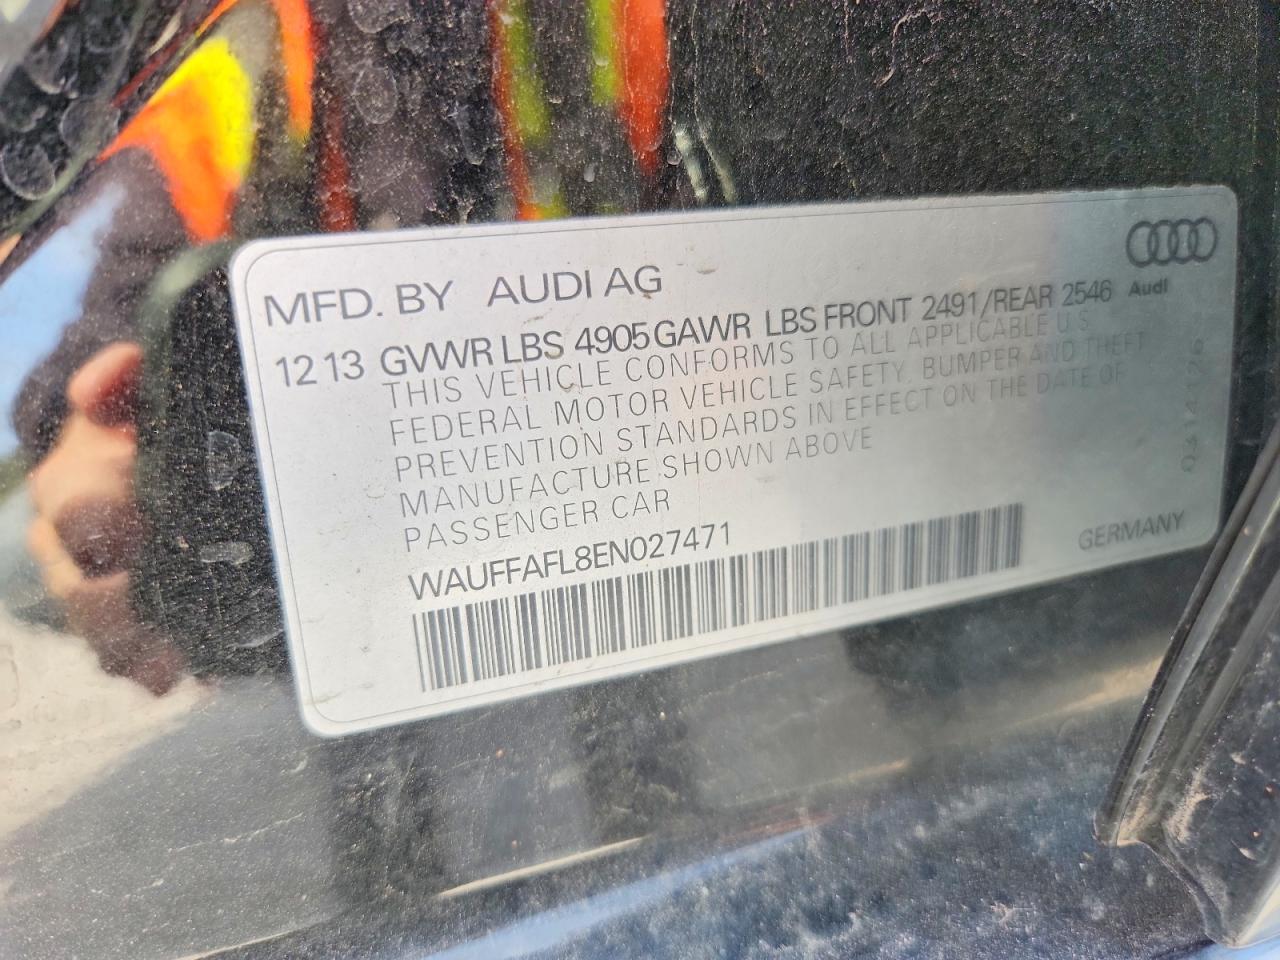 MFD. BY AUDI AG
Audi
12 13 GVWR LBS 4905 GAWR LBS FRONT 2491/REAR 2546
THIS VEHICLE CONFORMS TO ALL APPLICABLE U S
FEDERAL MOTOR VEHICLE SAFETY, BUMPER AND THEFT
PREVENTION STANDARDS IN EFFECT ON THE DATE OF
MANUFACTURE SHOWN ABOVE
PASSENGER CAR
WAUFFAFL8EN027471
GERMANY